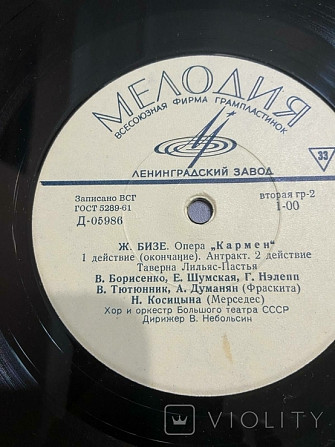 МЕЛОДИЯ
ВСЕСОЮЗНАЯ ФИРМА ГРАМПЛАСТИНОК
33
ЛЕНИНГРАДСКИЙ ЗАВОД
Записано ВСГ
ГОСТ 5289-61
Д-05986
вторая гр-2
1-00
Ж. БИЗЕ. Опера „Кармен"
1 действие (окончание). Антракт. 2 действие
Таверна Лильяс-Пастья
В. Борисенко, Е. Шумская, Г. Нэлепп
В. Тютюнник, А. Думанян (Фраскита)
Н. Косицына (Мерседес)
Хор и оркестр Большого театра СССР
Дирижер В. Небольсин
VIOLITY